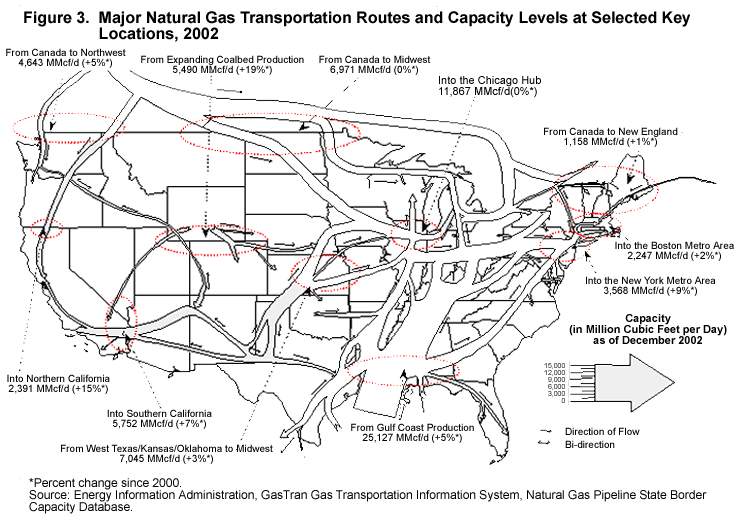 Figure 3.  Major Natural Gas Transportation Routes and Capacity Levels at Selected Key
Locations, 2002
From Canada to Northwest
4,643 MMcf/d (+5%*)
From Expanding Coalbed Production
5,490 MMcf/d (+19%*)
From Canada to Midwest
6,971 MMcf/d (0%*)
Into the Chicago Hub
11,867 MMcf/d(0%*)
From Canada to New England
1,158 MMcf/d (+1%*)
Into the Boston Metro Area
2,247 MMcf/d (+2%*)
Into the New York Metro Area
3,568 MMcf/d (+9%*)
Capacity
(in Million Cubic Feet per Day)
as of December 2002
15,000
12,000
9,000
6,000
3,000
0
Into Northern California
2,391 MMcf/d (+15%*)
Into Southern California
5,752 MMcf/d (+7%*)
From West Texas/Kansas/Oklahoma to Midwest
7,045 MMcf/d (+3%*)
From Gulf Coast Production
25,127 MMcf/d (+5%*)
Direction of Flow
Bi-direction
*Percent change since 2000.
Source: Energy Information Administration, GasTran Gas Transportation Information System, Natural Gas Pipeline State Border
Capacity Database.